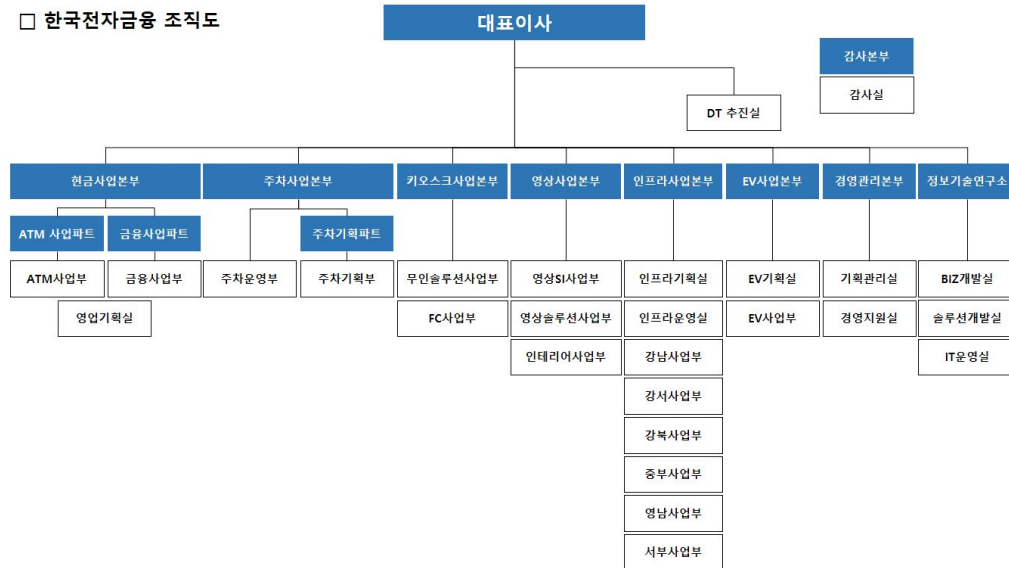 □ 한국전자금융 조직도
대표이사
감사본부
감사실
DT 추진실
현금사업본부
주차사업본부
키오스크사업본부
영상사업본부
인프라사업본부
EV사업본부
경영관리본부
정보기술연구소
ATM 사업파트
금융사업파트
주차기획파트
ATM사업부
금융사업부
주차운영부
주차기획부
무인솔루션사업부
영상SI사업부
인프라기획실
EV기획실
기획관리실
BIZ개발실
영업기획실
FC사업부
영상솔루션사업부
인프라운영실
EV사업부
경영지원실
솔루션개발실
인테리어사업부
강남사업부
IT운영실
강서사업부
강북사업부
중부사업부
영남사업부
서부사업부